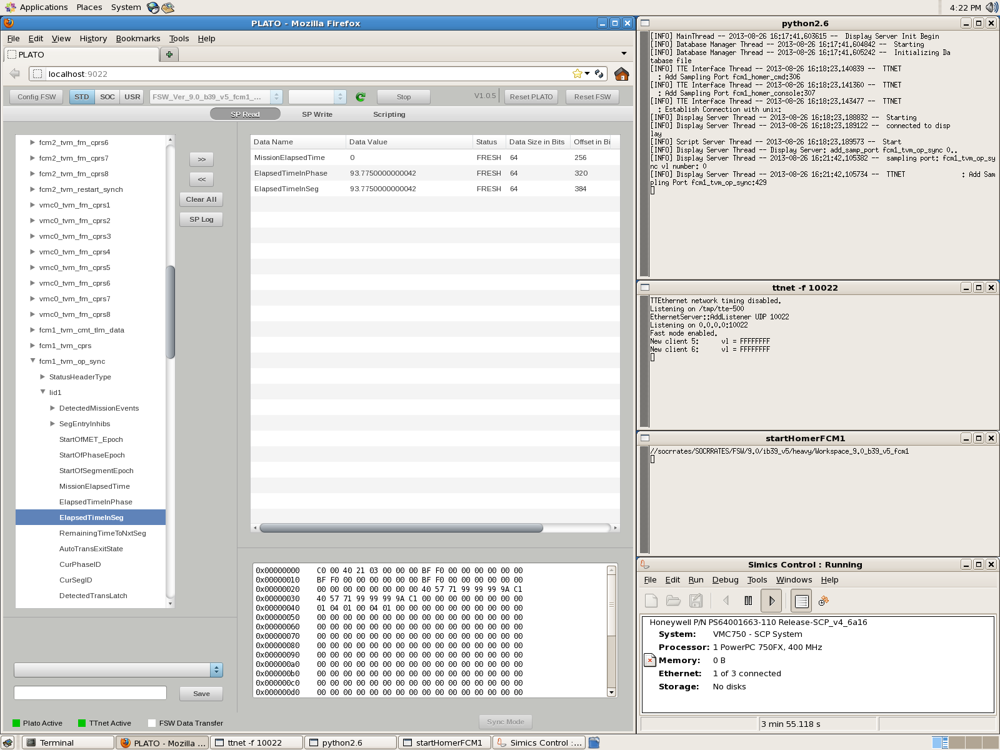 Applications Places System
4:22 PM
PLATO - Mozilla Firefox
File Edit View History Bookmarks Tools Help
PLATO
localhost:9022
Config FSW STD SOC USR FSW_Ver_9.0_b39_v5_fcm1_... Stop V1.0.5 Reset PLATO Reset FSW
SP Read SP Write Scripting
fcm2_tvm_fm_cprs6
fcm2_tvm_fm_cprs7
fcm2_tvm_fm_cprs8
fcm2_tvm_restart_synch
vmc0_tvm_fm_cprs1
vmc0_tvm_fm_cprs2
vmc0_tvm_fm_cprs3
vmc0_tvm_fm_cprs4
vmc0_tvm_fm_cprs5
vmc0_tvm_fm_cprs6
vmc0_tvm_fm_cprs7
vmc0_tvm_fm_cprs8
fcm1_tvm_cmt_tlm_data
fcm1_tvm_cprs
fcm1_tvm_op_sync
StatusHeaderType
lid1
DetectedMissionEvents
SegEntryInhibs
StartOfMET_Epoch
StartOfPhaseEpoch
StartOfSegmentEpoch
MissionElapsedTime
ElapsedTimeInPhase
ElapsedTimeInSeg
RemainingTimeToNxtSeg
AutoTransExitState
CurPhaseID
CurSegID
DetectedTransLatch
>>
<<
Clear All
SP Log
Data Name Data Value Status Data Size in Bits Offset in Bi
MissionElapsedTime 0 FRESH 64 256
ElapsedTimeInPhase 93.7750000000042 FRESH 64 320
ElapsedTimeInSeg 93.7750000000042 FRESH 64 384
0x00000000 C0 00 40 21 03 00 00 00 BF F0 00 00 00 00 00 00
0x00000010 BF F0 00 00 00 00 00 00 BF F0 00 00 00 00 00 00
0x00000020 00 00 00 00 00 00 00 00 40 57 71 99 99 99 9A C1
0x00000030 40 57 71 99 99 99 9A C1 00 00 00 00 00 00 00 00
0x00000040 01 04 01 00 04 01 00 00 00 00 00 00 00 00 00 00
0x00000050 00 00 00 00 00 00 00 00 00 00 00 00 00 00 00 00
0x00000060 00 00 00 00 00 00 00 00 00 00 00 00 00 00 00 00
0x00000070 00 00 00 00 00 00 00 00 00 00 00 00 00 00 00 00
0x00000080 00 00 00 00 00 00 00 00 00 00 00 00 00 00 00 00
0x00000090 00 00 00 00 00 00 00 00 00 00 00 00 00 00 00 00
0x000000a0 00 00 00 00 00 00 00 00 00 00 00 00 00 00 00 00
0x000000b0 00 00 00 00 00 00 00 00 00 00 00 00 00 00 00 00
0x000000c0 00 00 00 00 00 00 00 00 00 00 00 00 00 00 00 00
0x000000d0 00 00 00 00 00 00 00 00 00 00 00 00 00 00 00 00
Save
Plato Active TTnet Active FSW Data Transfer
Sync Mode
python2.6
[INFO] MainThread -- 2013-08-26 16:17:41.603615 -- Display Server Init Begin
[INFO] Database Manager Thread -- 2013-08-26 16:17:41.604842 -- Starting
[INFO] Database Manager Thread -- 2013-08-26 16:17:41.605242 -- Initializing Da
tabase file
[INFO] TTE Interface Thread -- 2013-08-26 16:18:23.140839 -- TTNET
: Add Sampling Port fcm1_homer_cmd:306
[INFO] TTE Interface Thread -- 2013-08-26 16:18:23.141360 -- TTNET
: Add Sampling Port fcm1_homer_console:307
[INFO] TTE Interface Thread -- 2013-08-26 16:18:23.143477 -- TTNET
: Establish Connection with unix:
[INFO] Display Server Thread -- 2013-08-26 16:18:23.188832 -- Starting
[INFO] Display Server Thread -- 2013-08-26 16:18:23.189122 -- connected to disp
lay
[INFO] Script Server Thread -- 2013-08-26 16:18:23.189573 -- Start
[INFO] Display Server Thread -- Display Server: add_samp_port fcm1_tvm_op_sync 0..
[INFO] Display Server Thread -- 2013-08-26 16:21:42.105382 -- sampling port: fcm1_tvm_op_sy
nc vl number: 0
[INFO] Display Server Thread -- 2013-08-26 16:21:42.105734 -- TTNET : Add Sam
pling Port fcm1_tvm_op_sync:429
ttnet -f 10022
TTEthernet network timing disabled.
Listening on /tmp/tte-500
EthernetServer::AddListener UDP 10022
Listening on 0.0.0.0:10022
Fast mode enabled.
New client 5: vl = FFFFFFFF
New client 6: vl = FFFFFFFF
startHomerFCM1
//socrrates/SOCRRATES/FSW/9.0/ib39_v5/heavy/Workspace_9.0_b39_v5_fcm1
Simics Control : Running
File Edit Run Debug Tools Windows Help
Honeywell P/N PS64001663-110 Release-SCP_v4_6a16
System: VMC750 - SCP System
Processor: 1 PowerPC 750FX, 400 MHz
Memory: 0 B
Ethernet: 1 of 3 connected
Storage: No disks
3 min 55.118 s
Terminal PLATO - Mozilla ... ttnet -f 10022 python2.6 startHomerFCM1 Simics Control :...